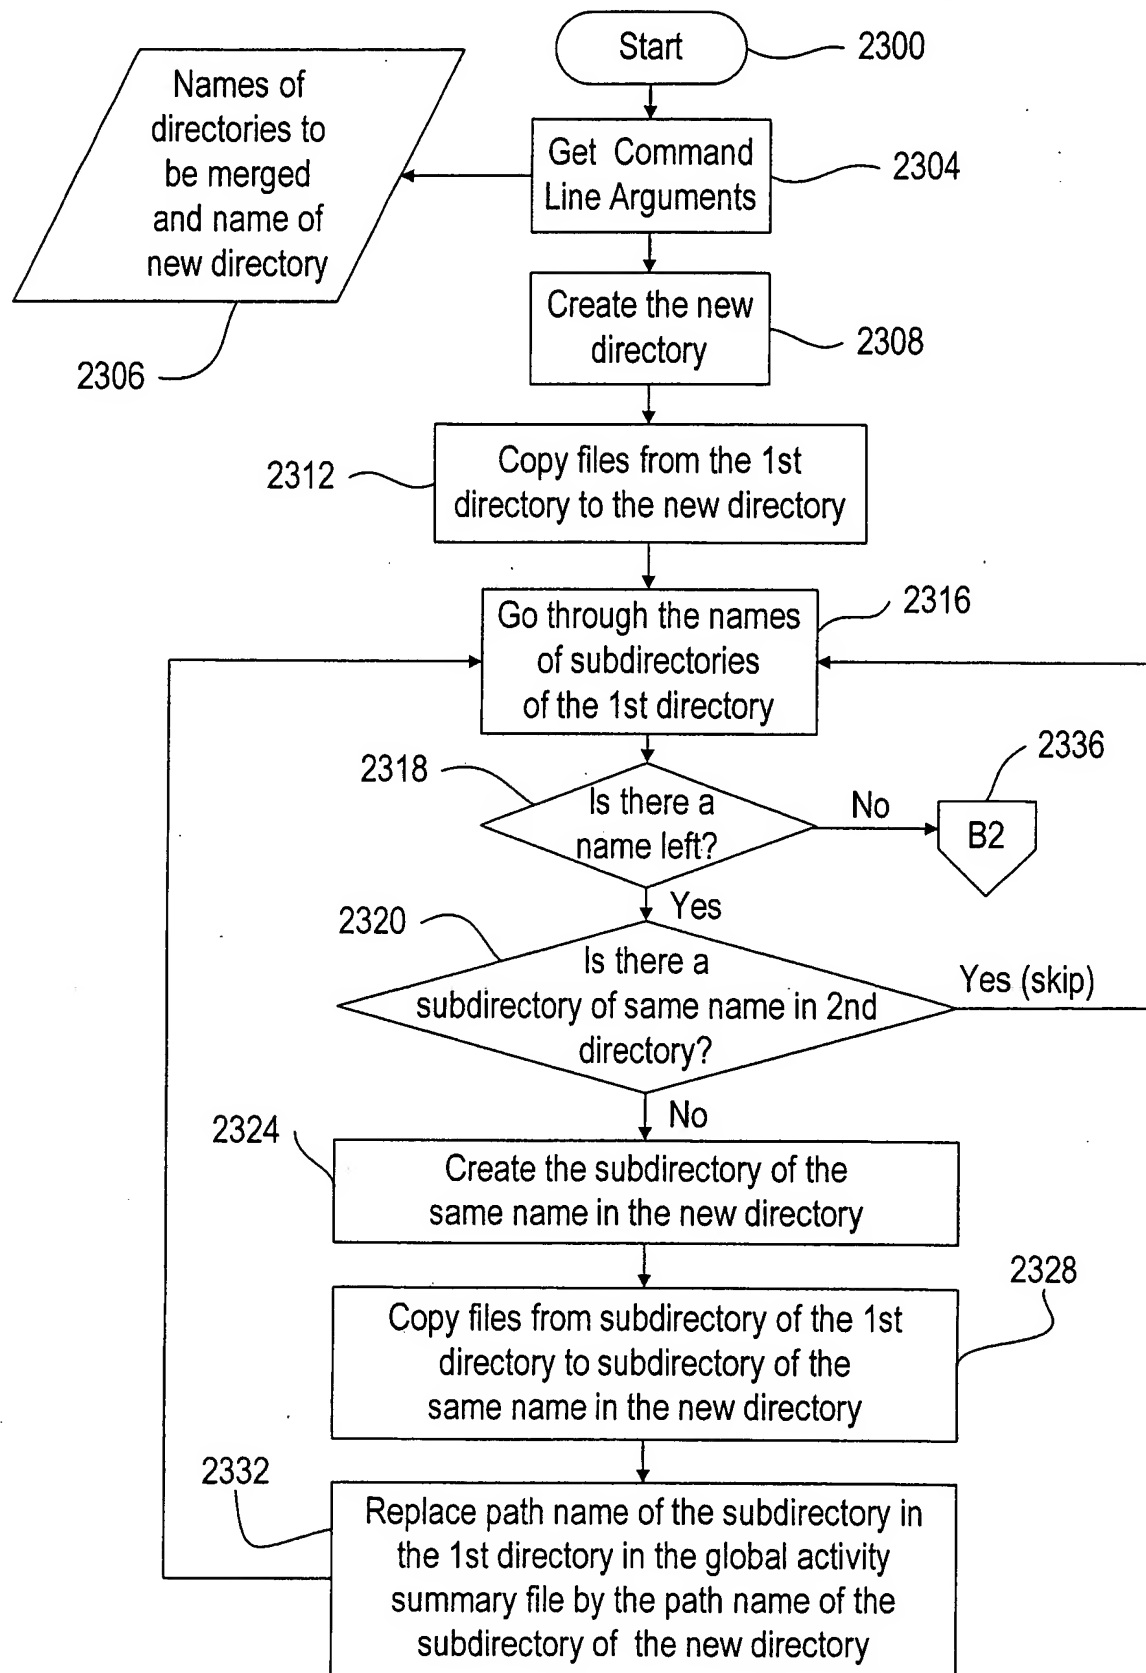 Start
2300
Names of
directories to
be merged
and name of
new directory
Get Command
Line Arguments
2304
2306
Create the new
directory
2308
2312
Copy files from the 1st
directory to the new directory
2316
Go through the names
of subdirectories
of the 1st directory
2318
Is there a
name left?
No
2336
B2
Yes
2320
Is there a
subdirectory of same name in 2nd
directory?
Yes (skip)
No
2324
Create the subdirectory of the
same name in the new directory
2328
Copy files from subdirectory of the 1st
directory to subdirectory of the
same name in the new directory
2332
Replace path name of the subdirectory in
the 1st directory in the global activity
summary file by the path name of the
subdirectory of the new directory